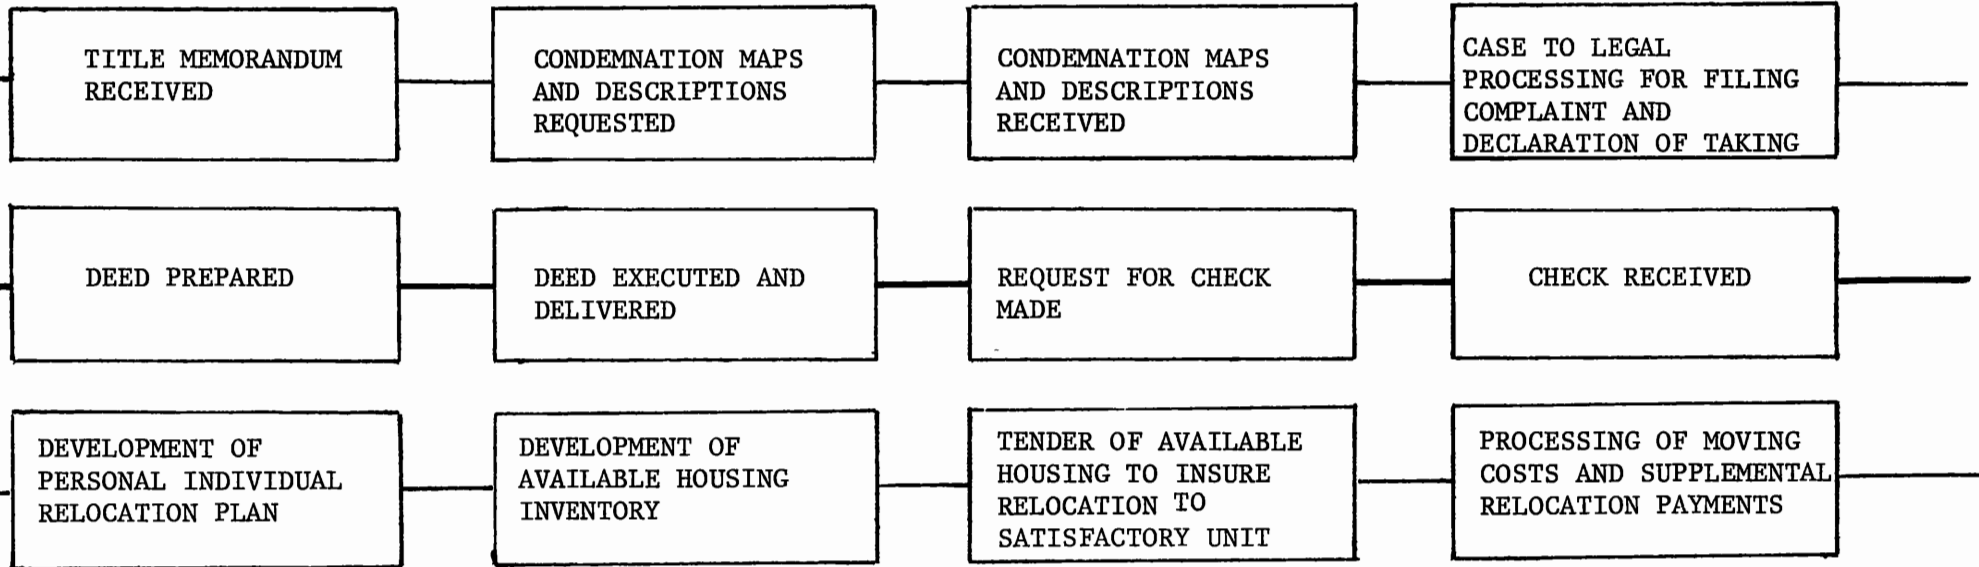 TITLE MEMORANDUM
RECEIVED
CONDEMNATION MAPS
AND DESCRIPTIONS
REQUESTED
CONDEMNATION MAPS
AND DESCRIPTIONS
RECEIVED
CASE TO LEGAL
PROCESSING FOR FILING
COMPLAINT AND
DECLARATION OF TAKING
DEED PREPARED
DEED EXECUTED AND
DELIVERED
REQUEST FOR CHECK
MADE
CHECK RECEIVED
DEVELOPMENT OF
PERSONAL INDIVIDUAL
RELOCATION PLAN
DEVELOPMENT OF
AVAILABLE HOUSING
INVENTORY
TENDER OF AVAILABLE
HOUSING TO INSURE
RELOCATION TO
SATISFACTORY UNIT
PROCESSING OF MOVING
COSTS AND SUPPLEMENTAL
RELOCATION PAYMENTS